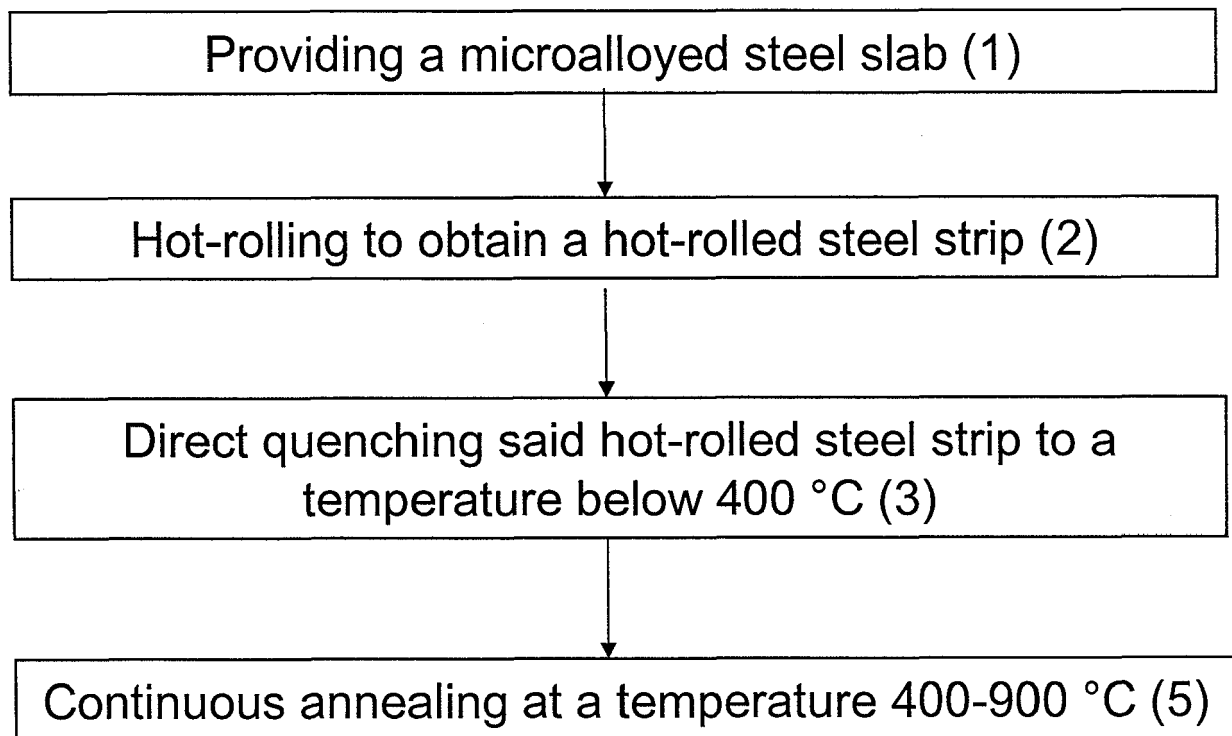 Providing a microalloyed steel slab (1)
Hot-rolling to obtain a hot-rolled steel strip (2)
Direct quenching said hot-rolled steel strip to a
temperature below 400 °C (3)
Continuous annealing at a temperature 400-900 °C (5)